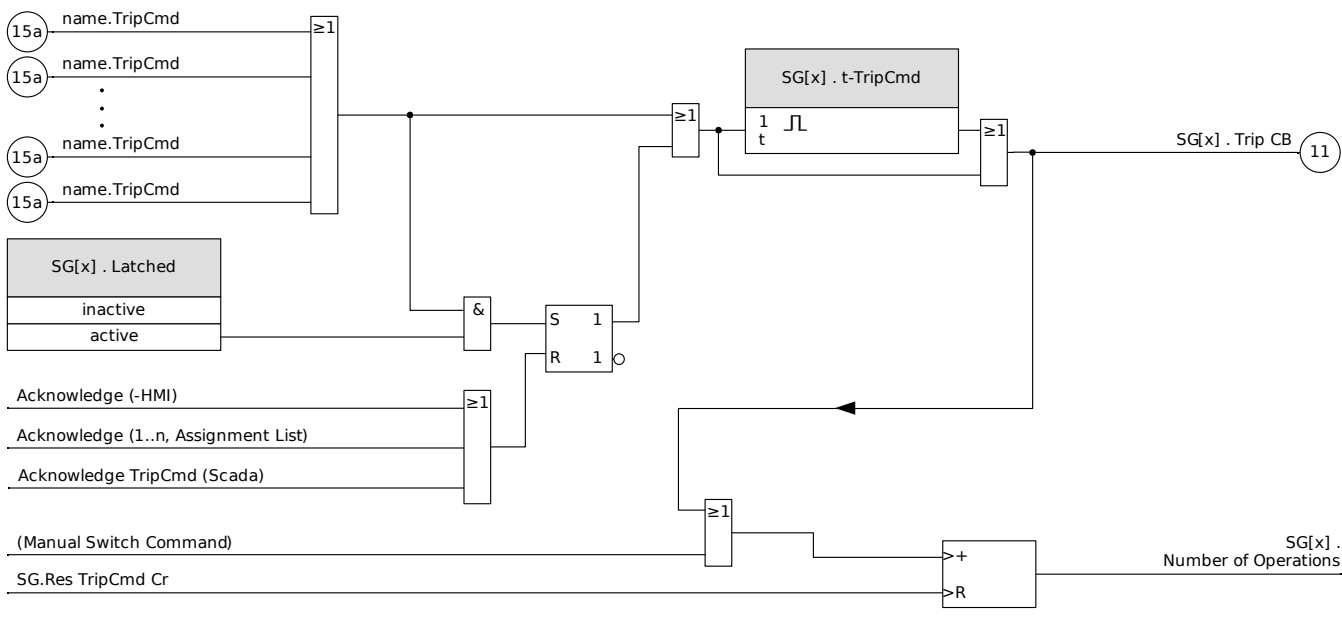 15a name.TripCmd
≥1
15a name.TripCmd
SG[x] . t-TripCmd
≥1
1
t
≥1
SG[x] . Trip CB 11
15a name.TripCmd
15a name.TripCmd
SG[x] . Latched
inactive
active
&
S 1
R 1
Acknowledge (-HMI)
≥1
Acknowledge (1..n, Assignment List)
Acknowledge TripCmd (Scada)
≥1
(Manual Switch Command)
SG.Res TripCmd Cr
>+
>R
SG[x] .
Number of Operations